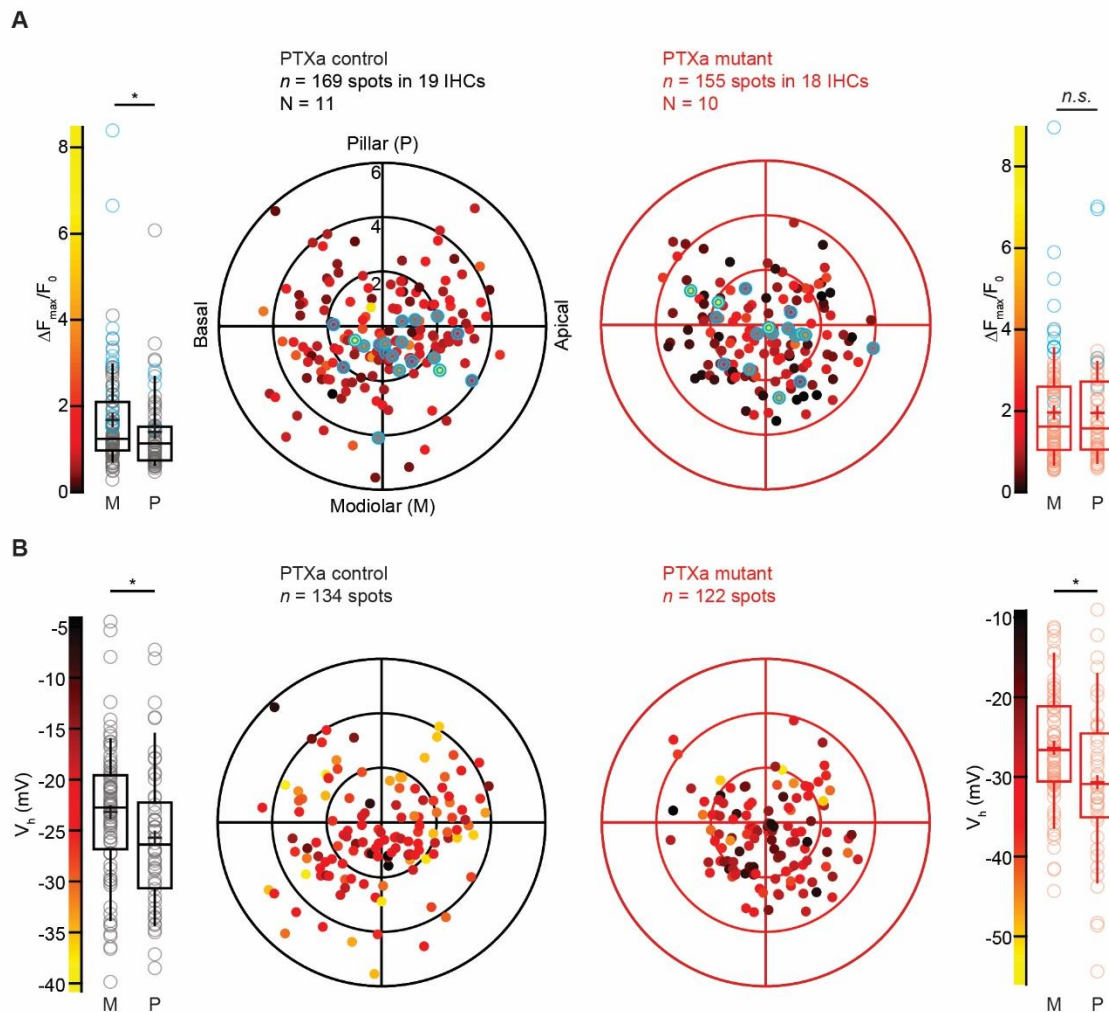 A
PTXa control
n = 169 spots in 19 IHCs
N = 11
PTXa mutant
n = 155 spots in 18 IHCs
N = 10
*
n.s.
Pillar (P)
6
4
2
Basal
Apical
Modiolar (M)
8
6
4
2
0
ΔFmax/F0
M P
8
6
4
2
0
ΔFmax/F0
M P
B
PTXa control
n = 134 spots
PTXa mutant
n = 122 spots
*
*
-5
-10
-15
-20
-25
-30
-35
-40
Vh (mV)
M P
-10
-20
-30
-40
-50
Vh (mV)
M P